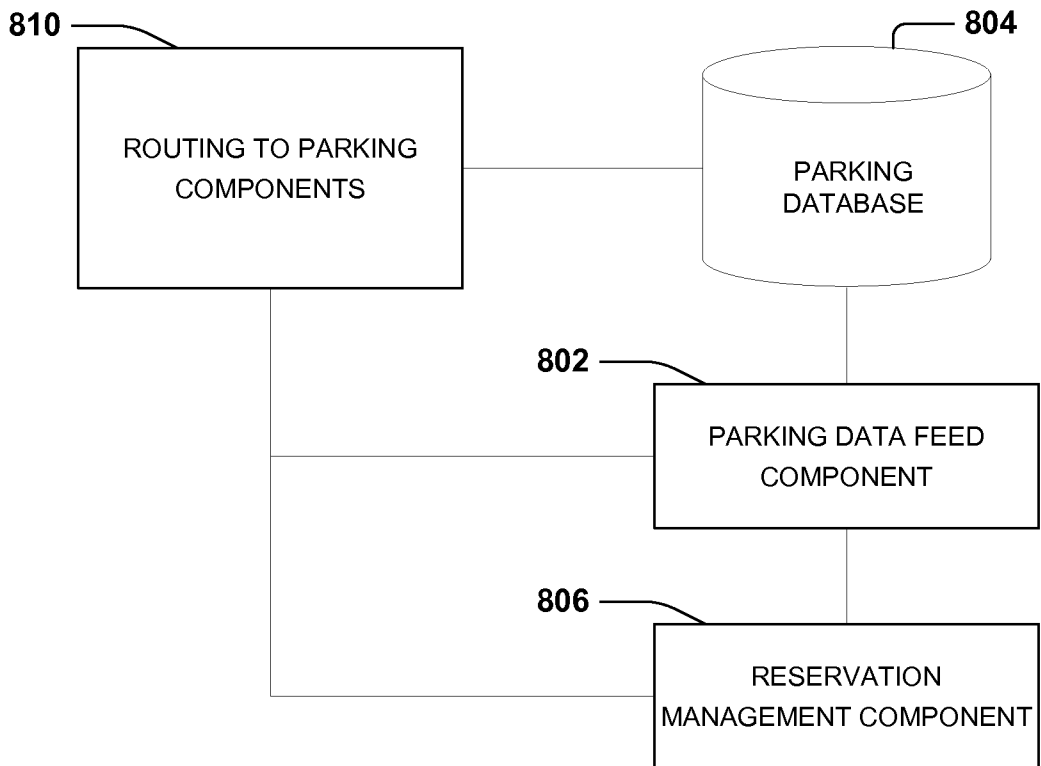 810
804
ROUTING TO PARKING
COMPONENTS
PARKING
DATABASE
802
PARKING DATA FEED
COMPONENT
806
RESERVATION
MANAGEMENT COMPONENT